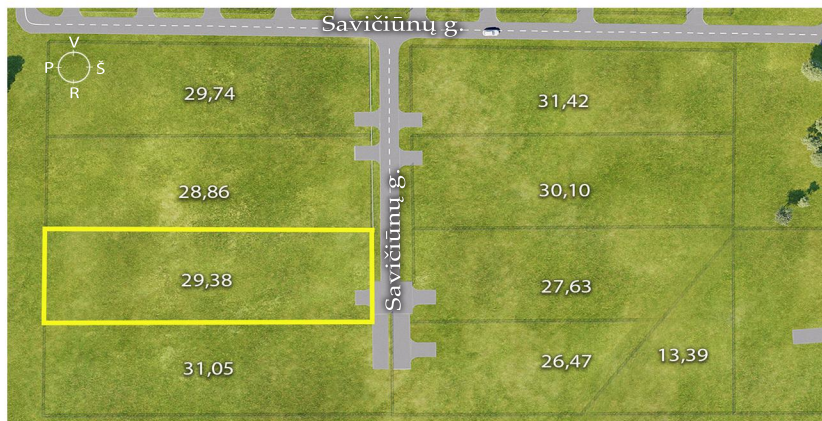 Savičiūnų g.
V
P Š
R
29,74
31,42
28,86
30,10
Savičiūnų g.
29,38
27,63
31,05
26,47
13,39